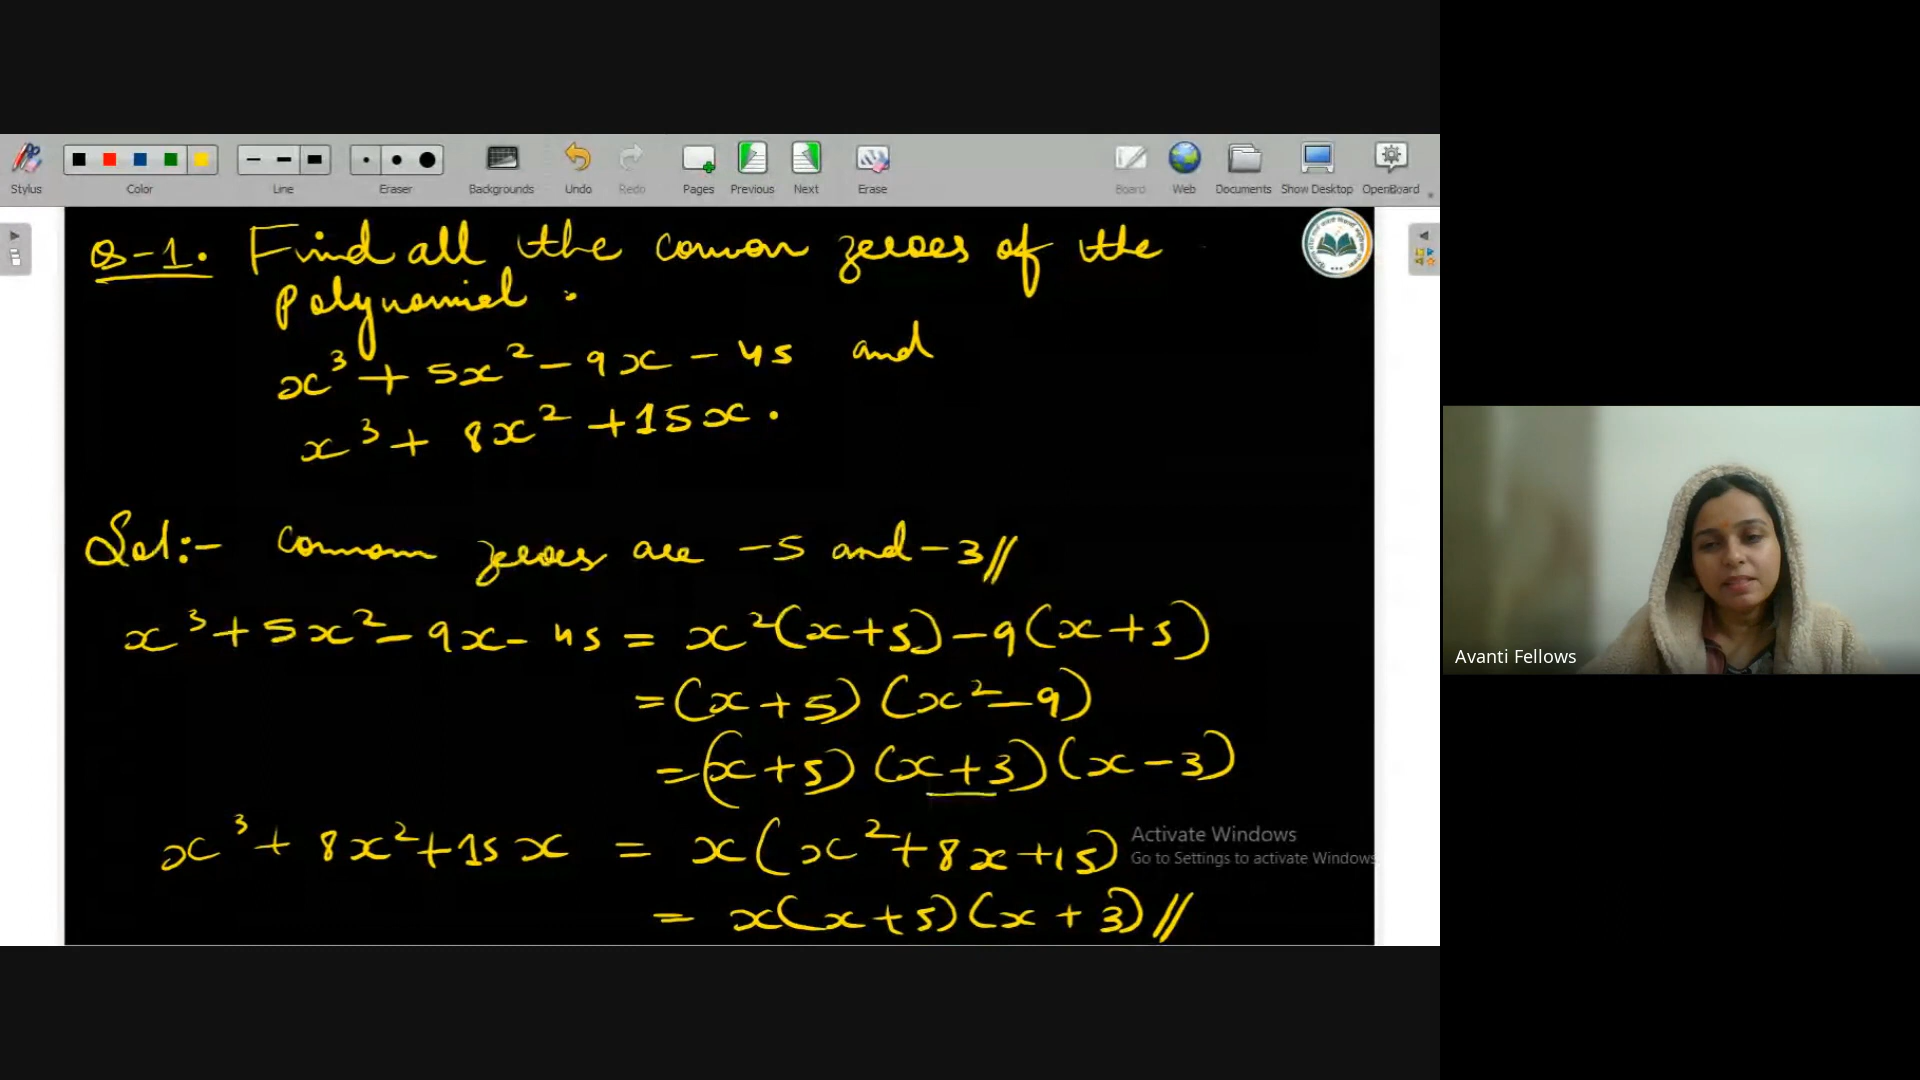 Stylus Color Line Eraser Backgrounds Undo Redo Pages Previous Next Erase Board Web Documents Show Desktop OpenBoard
Q-1. Find all the common zeroes of the
Polynomial :
x³ + 5x² - 9x - 45 and
x³ + 8x² + 15x .
Sol:- Common zeroes are -5 and -3//
x³ + 5x² - 9x - 45 = x²(x+5) - 9(x+5)
= (x+5) (x² - 9)
= (x+5) (x+3) (x-3)
x³ + 8x² + 15x = x(x² + 8x + 15)
= x(x+5)(x+3)//
Activate Windows
Go to Settings to activate Windows
Avanti Fellows